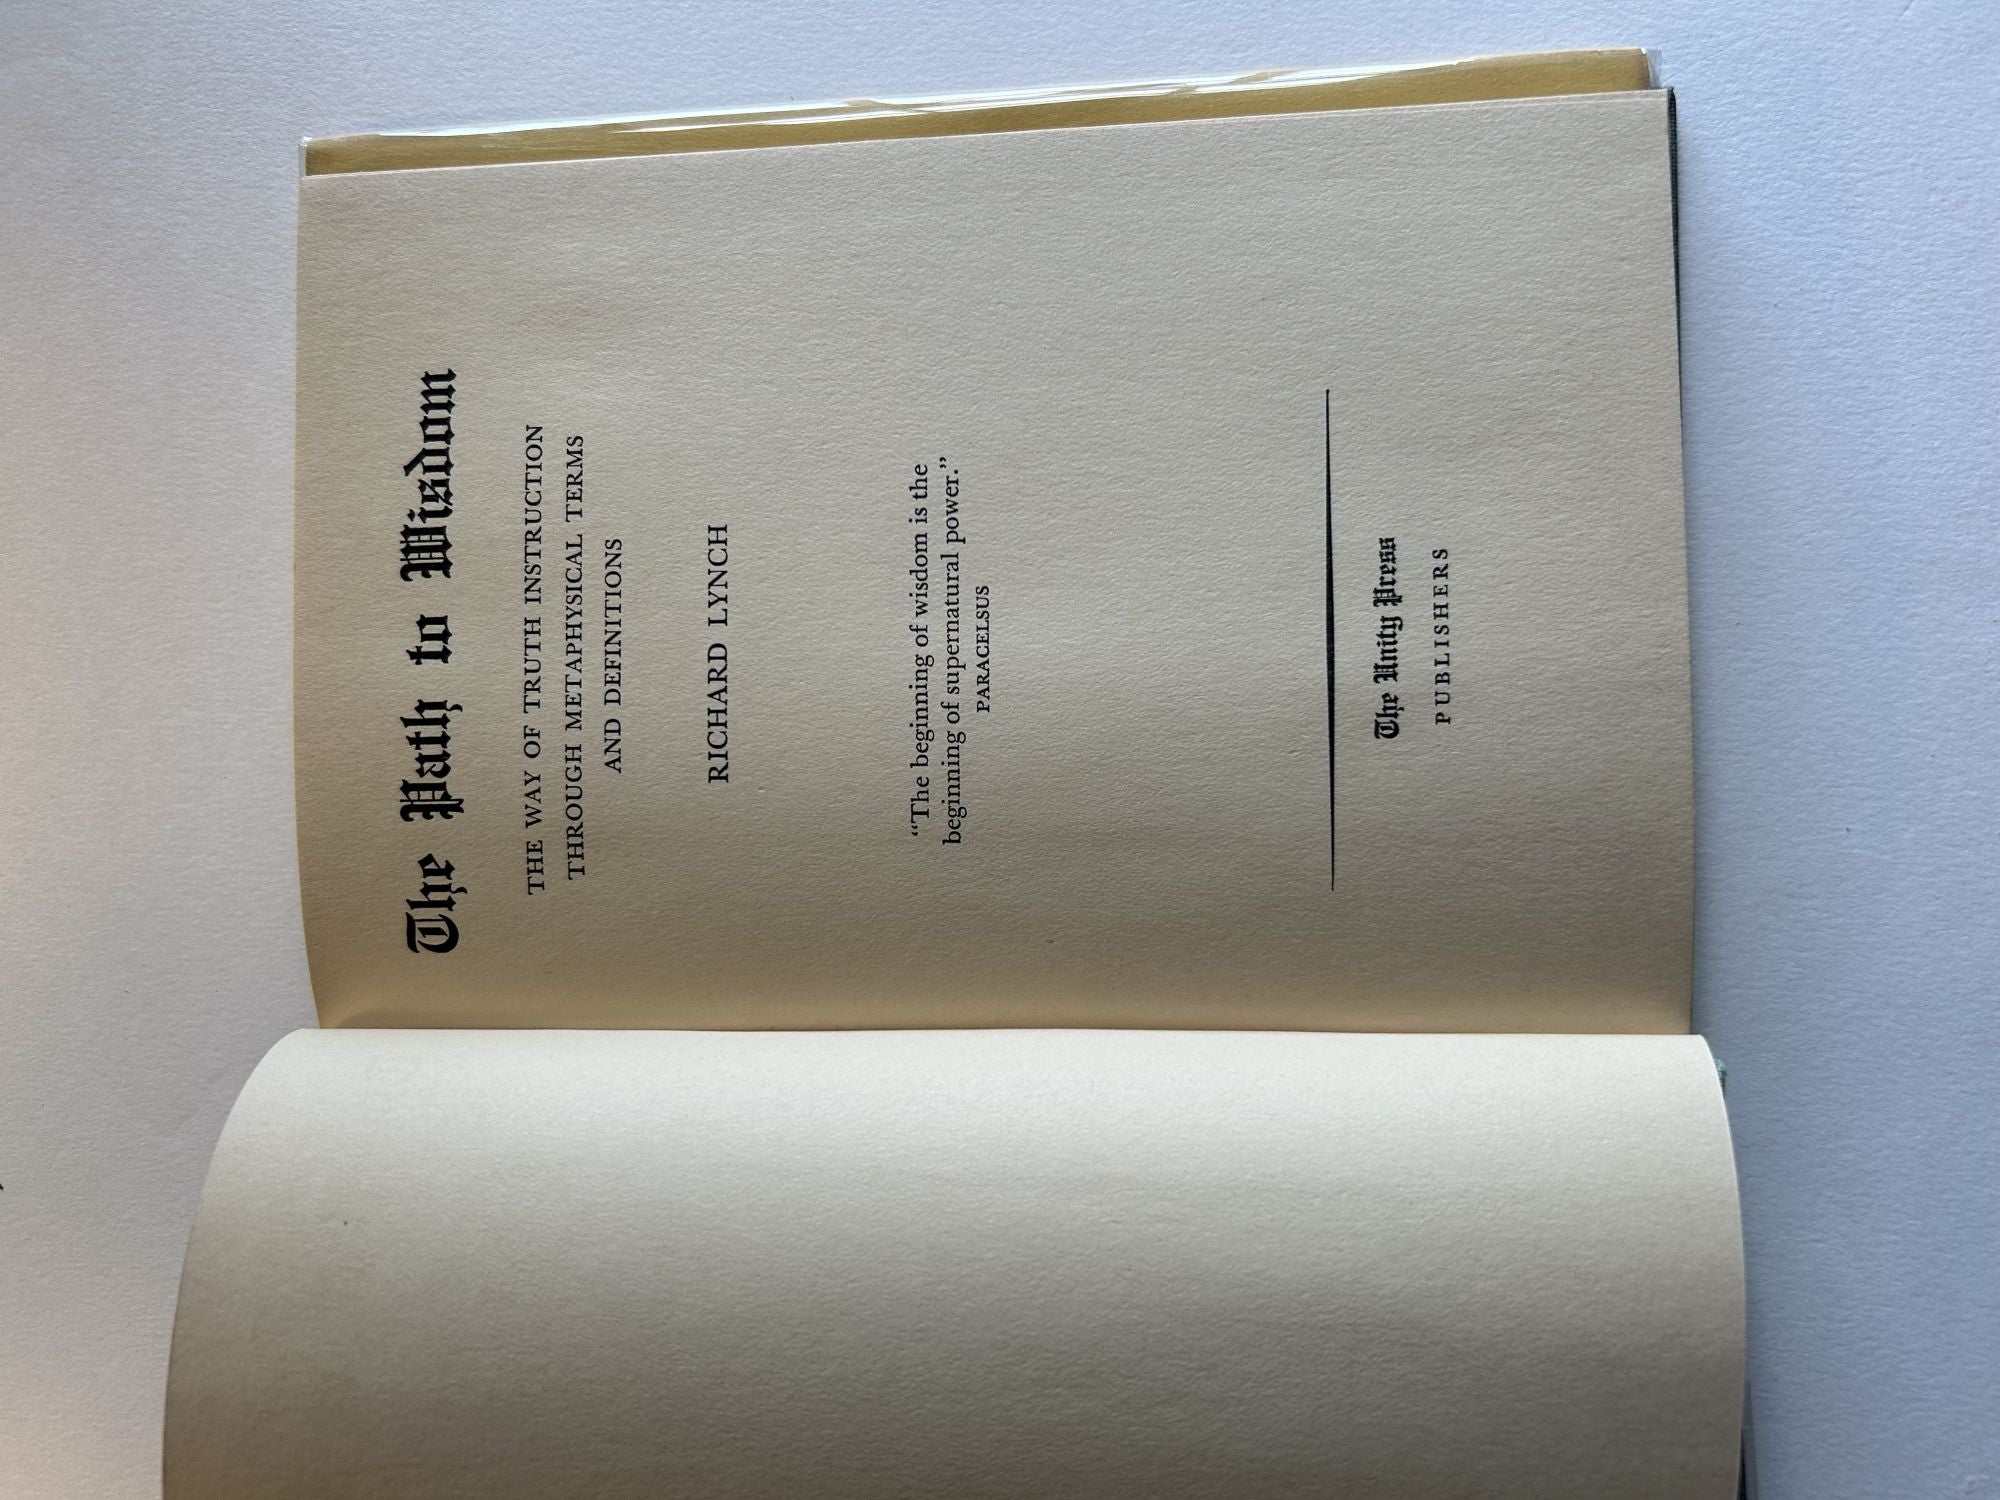 The Path to Wisdom
THE WAY OF TRUTH INSTRUCTION
THROUGH METAPHYSICAL TERMS
AND DEFINITIONS
RICHARD LYNCH
“The beginning of wisdom is the
beginning of supernatural power.”
PARACELSUS
The Unity Press
PUBLISHERS